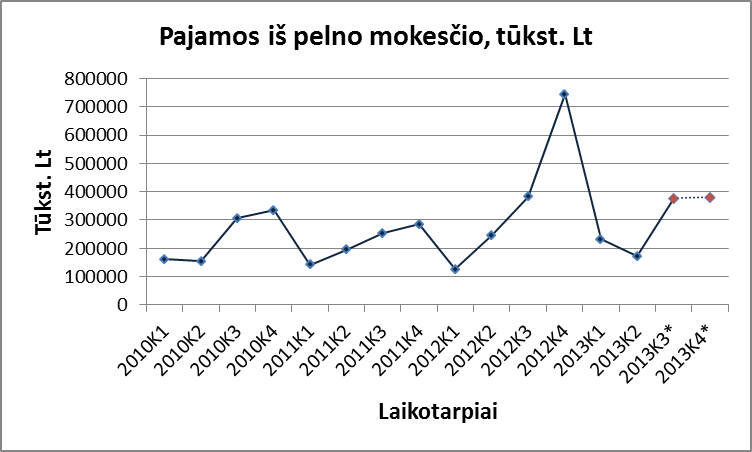 Pajamos iš pelno mokesčio, tūkst. Lt
Tūkst. Lt
800000
700000
600000
500000
400000
300000
200000
100000
0
2010K1
2010K2
2010K3
2010K4
2011K1
2011K2
2011K3
2011K4
2012K1
2012K2
2012K3
2012K4
2013K1
2013K2
2013K3*
2013K4*
Laikotarpiai